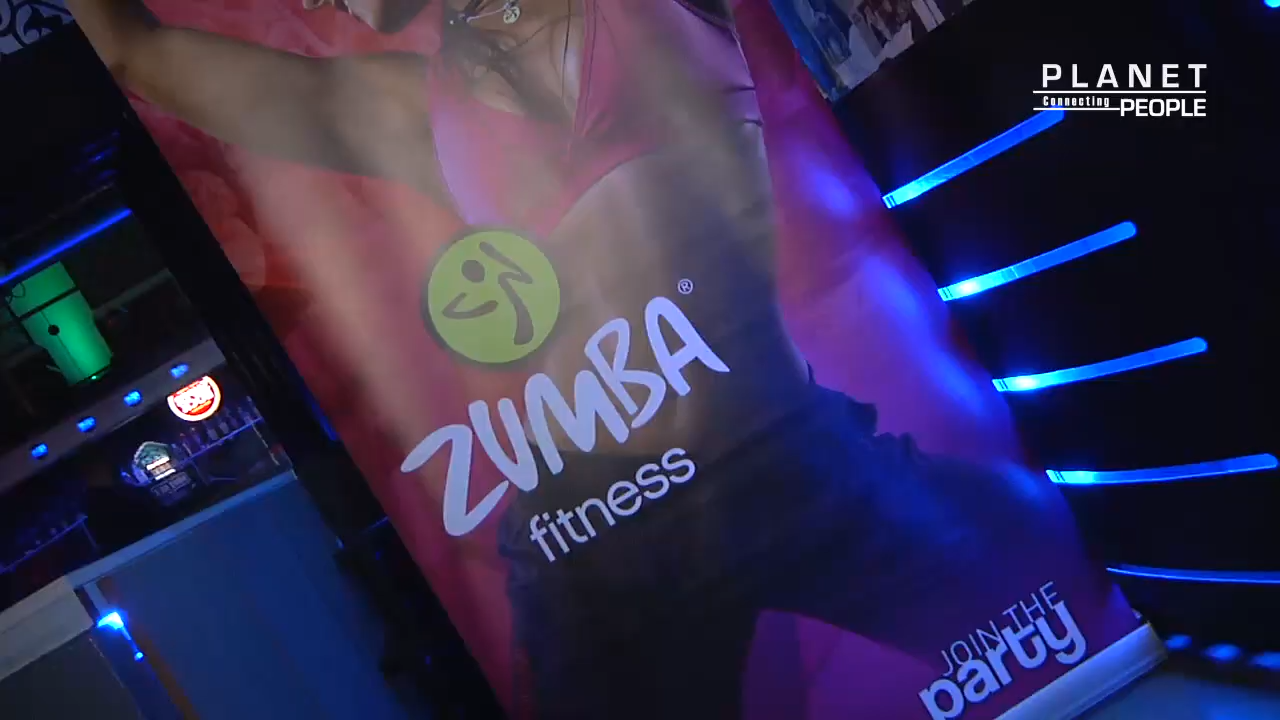 PLANET
Connecting PEOPLE
ZUMBA®
fitness
JOIN THE
party